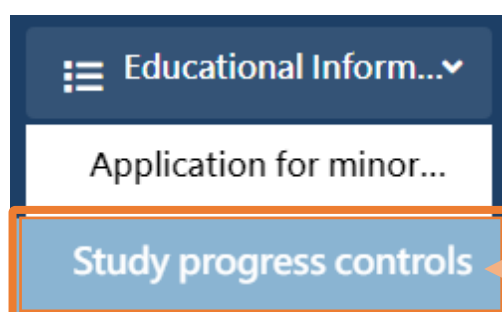 Educational Inform...
Application for minor...
Study progress controls